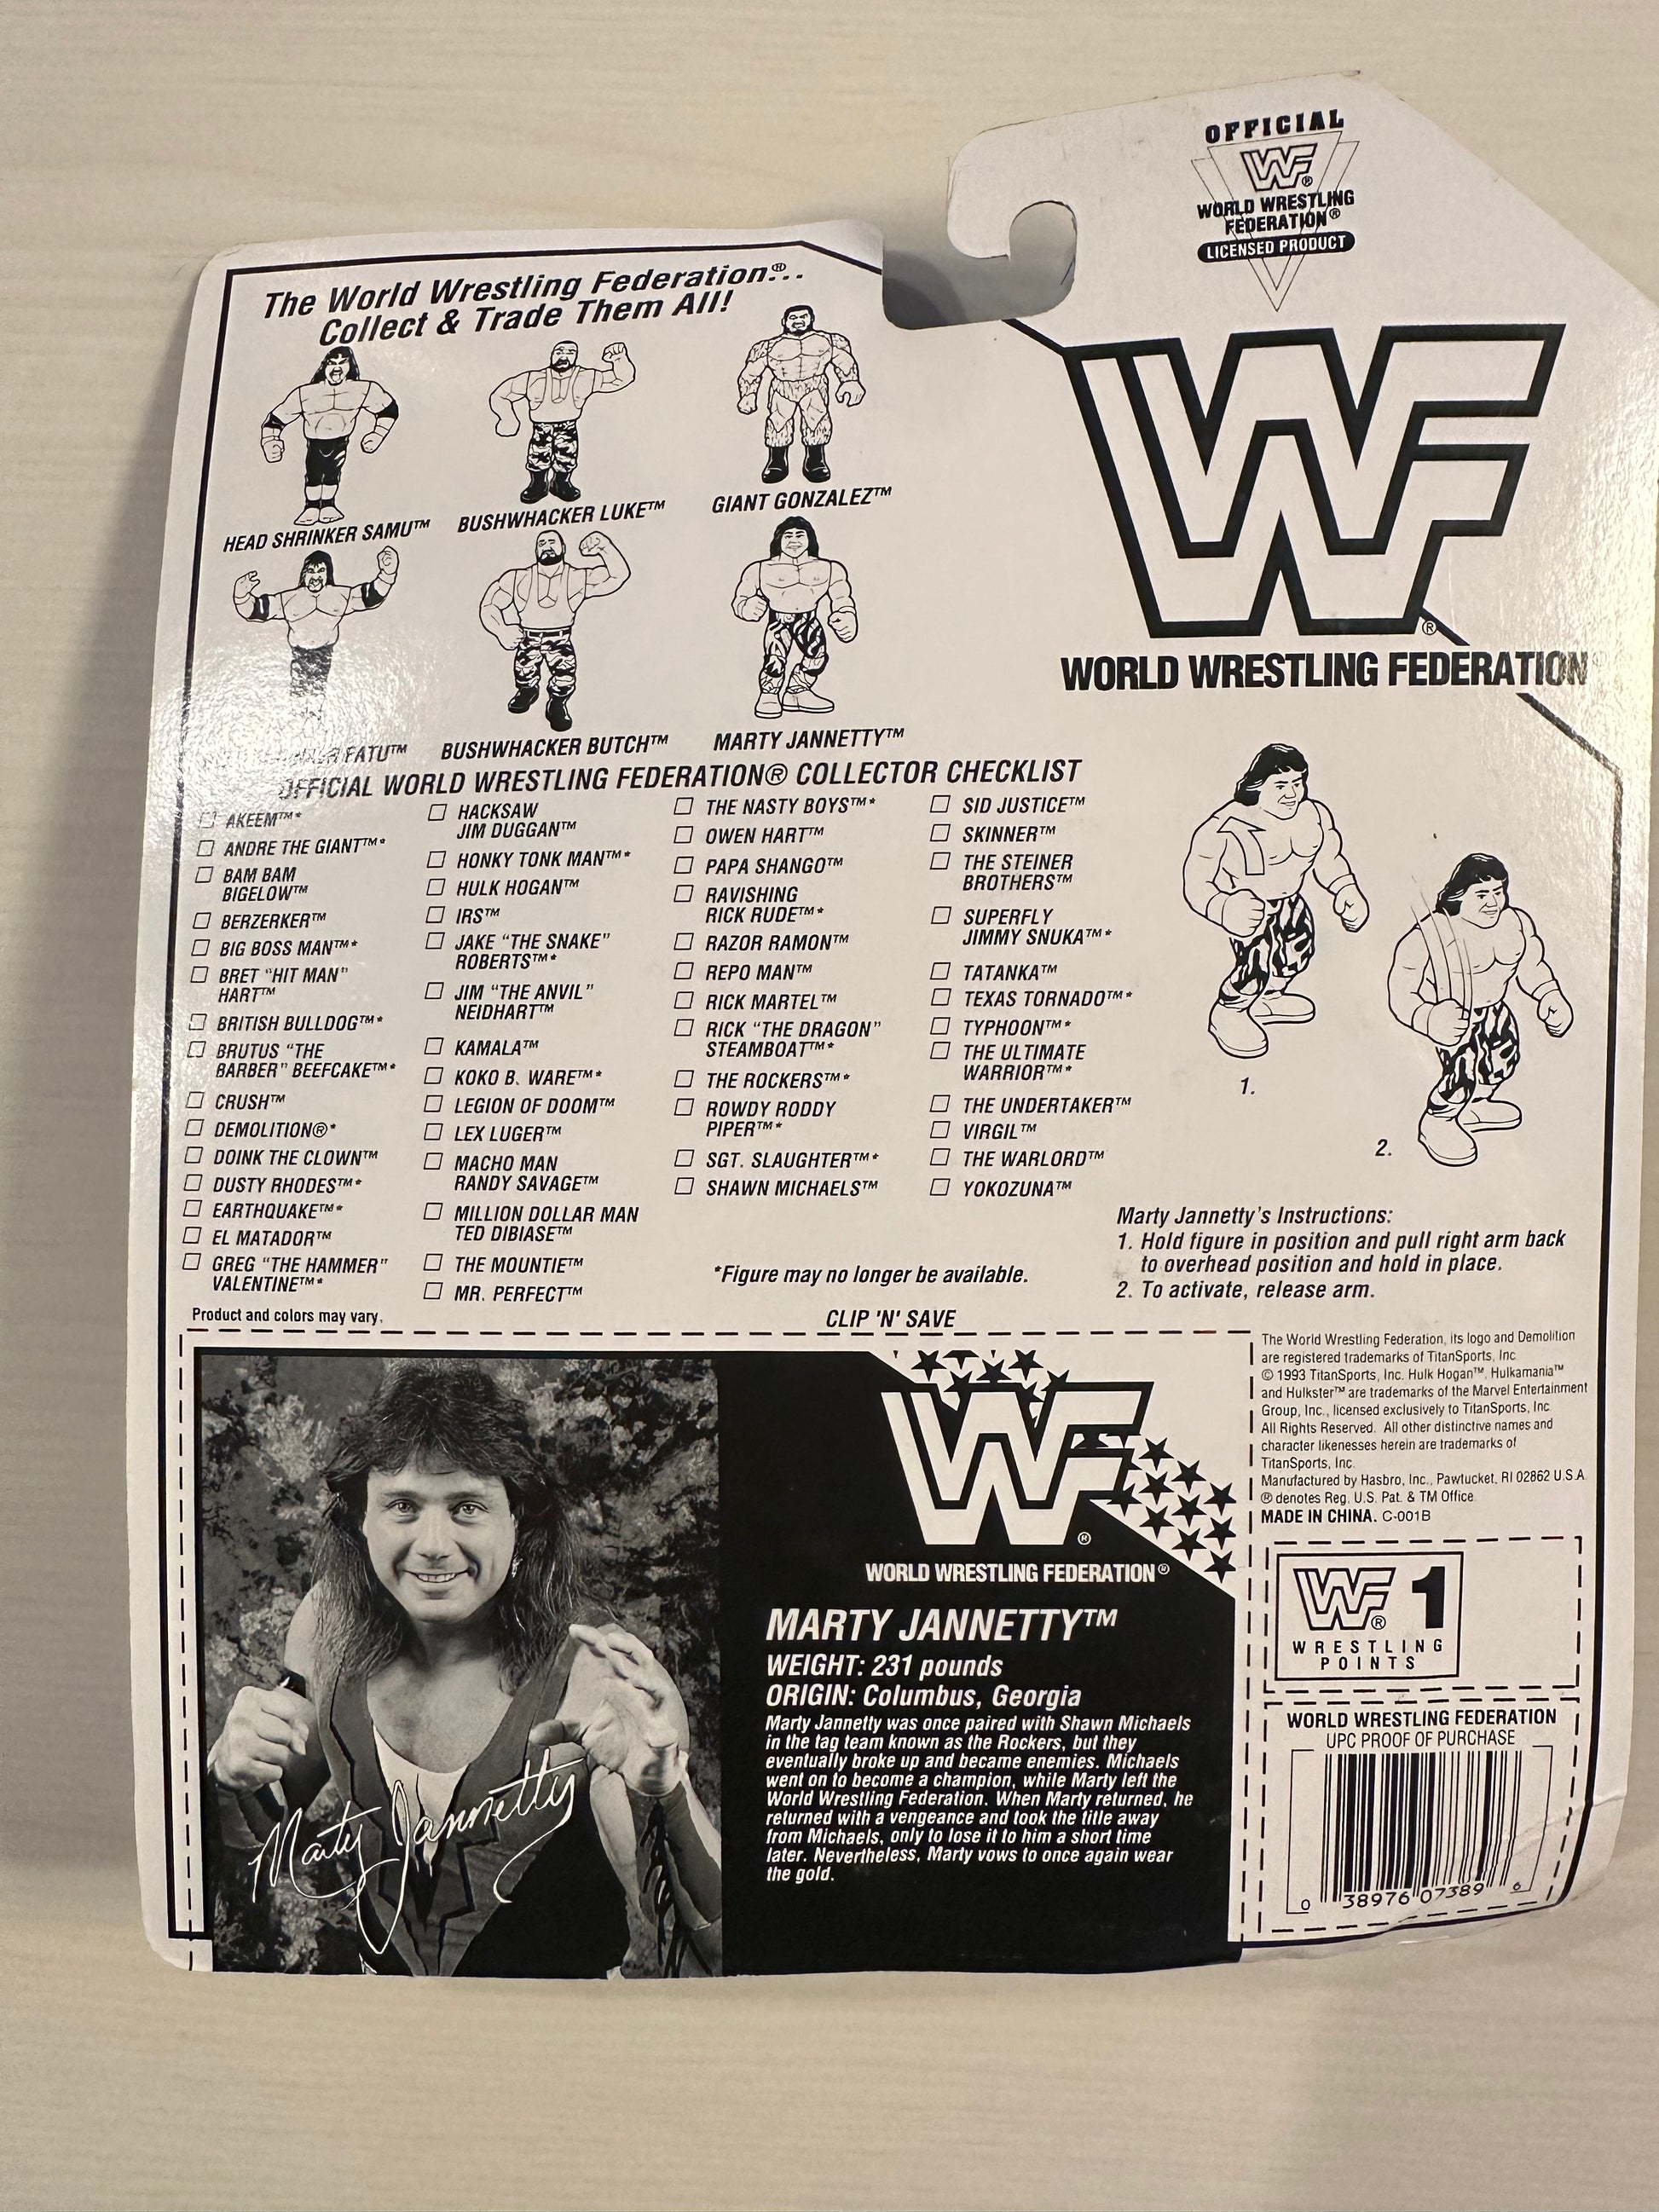 OFFICIAL
WF®
WORLD WRESTLING
FEDERATION®
LICENSED PRODUCT
The World Wrestling Federation®...
Collect & Trade Them All!
HEAD SHRINKER SAMU™
BUSHWHACKER LUKE™
GIANT GONZALEZ™
FATU™
BUSHWHACKER BUTCH™
MARTY JANNETTY™
WF®
WORLD WRESTLING FEDERATION®
OFFICIAL WORLD WRESTLING FEDERATION® COLLECTOR CHECKLIST
AKEEM™*
ANDRE THE GIANT™*
BAM BAM
BIGELOW™
BERZERKER™
BIG BOSS MAN™*
BRET "HIT MAN"
HART™
BRITISH BULLDOG™*
BRUTUS "THE
BARBER" BEEFCAKE™*
CRUSH™
DEMOLITION®*
DOINK THE CLOWN™
DUSTY RHODES™*
EARTHQUAKE™*
EL MATADOR™
GREG "THE HAMMER"
VALENTINE™*
HACKSAW
JIM DUGGAN™
HONKY TONK MAN™*
HULK HOGAN™
IRS™
JAKE "THE SNAKE"
ROBERTS™*
JIM "THE ANVIL"
NEIDHART™
KAMALA™
KOKO B. WARE™*
LEGION OF DOOM™
LEX LUGER™
MACHO MAN
RANDY SAVAGE™
MILLION DOLLAR MAN
TED DIBIASE™
THE MOUNTIE™
MR. PERFECT™
THE NASTY BOYS™*
OWEN HART™
PAPA SHANGO™
RAVISHING
RICK RUDE™*
RAZOR RAMON™
REPO MAN™
RICK MARTEL™
RICK "THE DRAGON"
STEAMBOAT™*
THE ROCKERS™*
ROWDY RODDY
PIPER™*
SGT. SLAUGHTER™*
SHAWN MICHAELS™
SID JUSTICE™
SKINNER™
THE STEINER
BROTHERS™
SUPERFLY
JIMMY SNUKA™*
TATANKA™
TEXAS TORNADO™*
TYPHOON™*
THE ULTIMATE
WARRIOR™*
THE UNDERTAKER™
VIRGIL™
THE WARLORD™
YOKOZUNA™
*Figure may no longer be available.
1.
2.
Marty Jannetty's Instructions:
1. Hold figure in position and pull right arm back
to overhead position and hold in place.
2. To activate, release arm.
Product and colors may vary.
CLIP 'N' SAVE
Marty Jannetty
WF®
WORLD WRESTLING FEDERATION®
MARTY JANNETTY™
WEIGHT: 231 pounds
ORIGIN: Columbus, Georgia
Marty Jannetty was once paired with Shawn Michaels
in the tag team known as the Rockers, but they
eventually broke up and became enemies. Michaels
went on to become a champion, while Marty left the
World Wrestling Federation. When Marty returned, he
returned with a vengeance and took the title away
from Michaels, only to lose it to him a short time
later. Nevertheless, Marty vows to once again wear
the gold.
The World Wrestling Federation, its logo and Demolition
are registered trademarks of TitanSports, Inc.
© 1993 TitanSports, Inc. Hulk Hogan™, Hulkamania™
and Hulkster™ are trademarks of the Marvel Entertainment
Group, Inc., licensed exclusively to TitanSports, Inc.
All Rights Reserved. All other distinctive names and
character likenesses herein are trademarks of
TitanSports, Inc.
Manufactured by Hasbro, Inc., Pawtucket, RI 02862 U.S.A.
® denotes Reg. U.S. Pat. & TM Office.
MADE IN CHINA. C-001B
WF® 1
WRESTLING
POINTS
WORLD WRESTLING FEDERATION
UPC PROOF OF PURCHASE
0 38976 07389 6